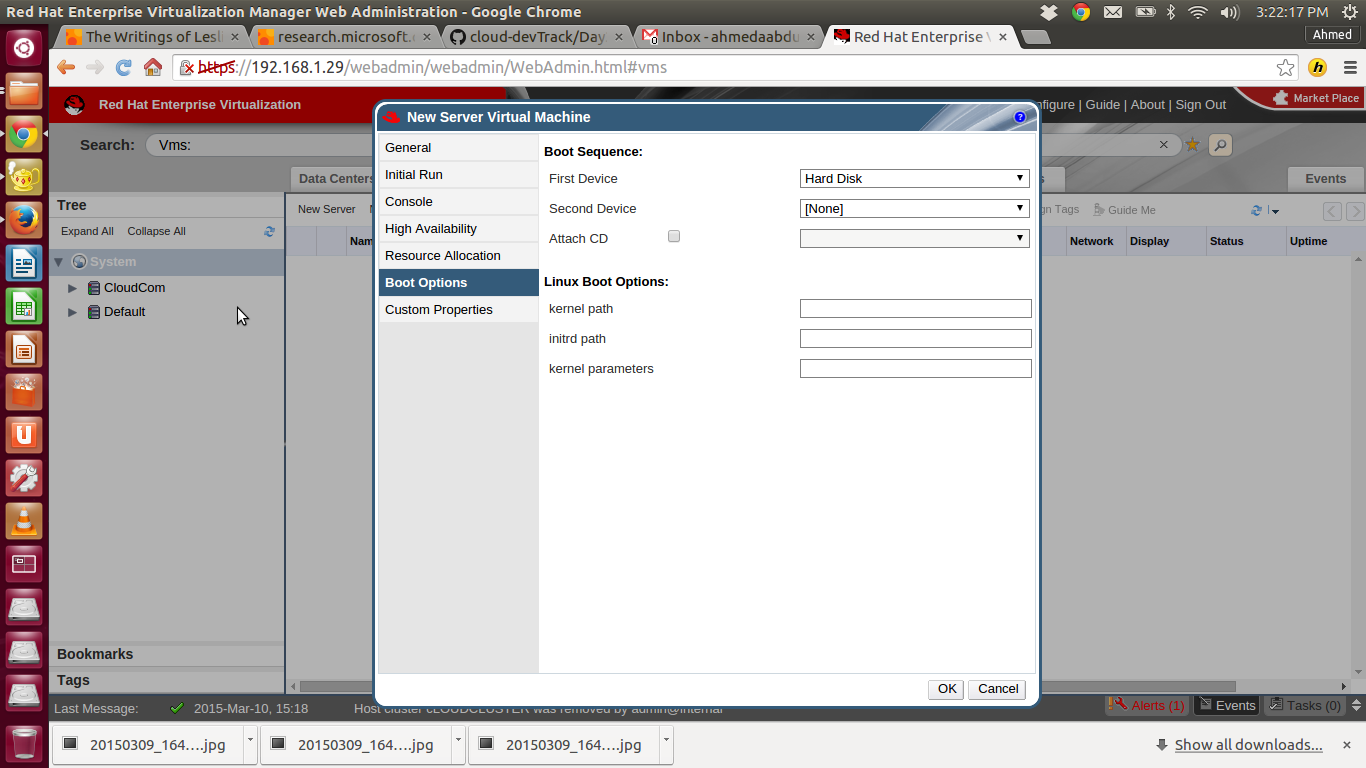 Red Hat Enterprise Virtualization Manager Web Administration - Google Chrome
3:22:17 PM
Ahmed
The Writings of Lesli
research.microsoft.c
cloud-devTrack/Day
Inbox - ahmedaabdu
Red Hat Enterprise V
https://192.168.1.29/webadmin/webadmin/WebAdmin.html#vms
Red Hat Enterprise Virtualization
nfigure | Guide | About | Sign Out
Market Place
Search:
Vms:
Data Centers
Events
Tree
Expand All Collapse All
System
CloudCom
Default
Bookmarks
Tags
New Server
gn Tags
Guide Me
Nam
Network
Display
Status
Uptime
New Server Virtual Machine
General
Initial Run
Console
High Availability
Resource Allocation
Boot Options
Custom Properties
Boot Sequence:
First Device Hard Disk
Second Device [None]
Attach CD
Linux Boot Options:
kernel path
initrd path
kernel parameters
OK Cancel
Last Message: 2015-Mar-10, 15:18 Host cluster cLOUDCLUSTER was removed by admin@internal
Alerts (1) Events Tasks (0)
20150309_164....jpg 20150309_164....jpg 20150309_164....jpg
Show all downloads...